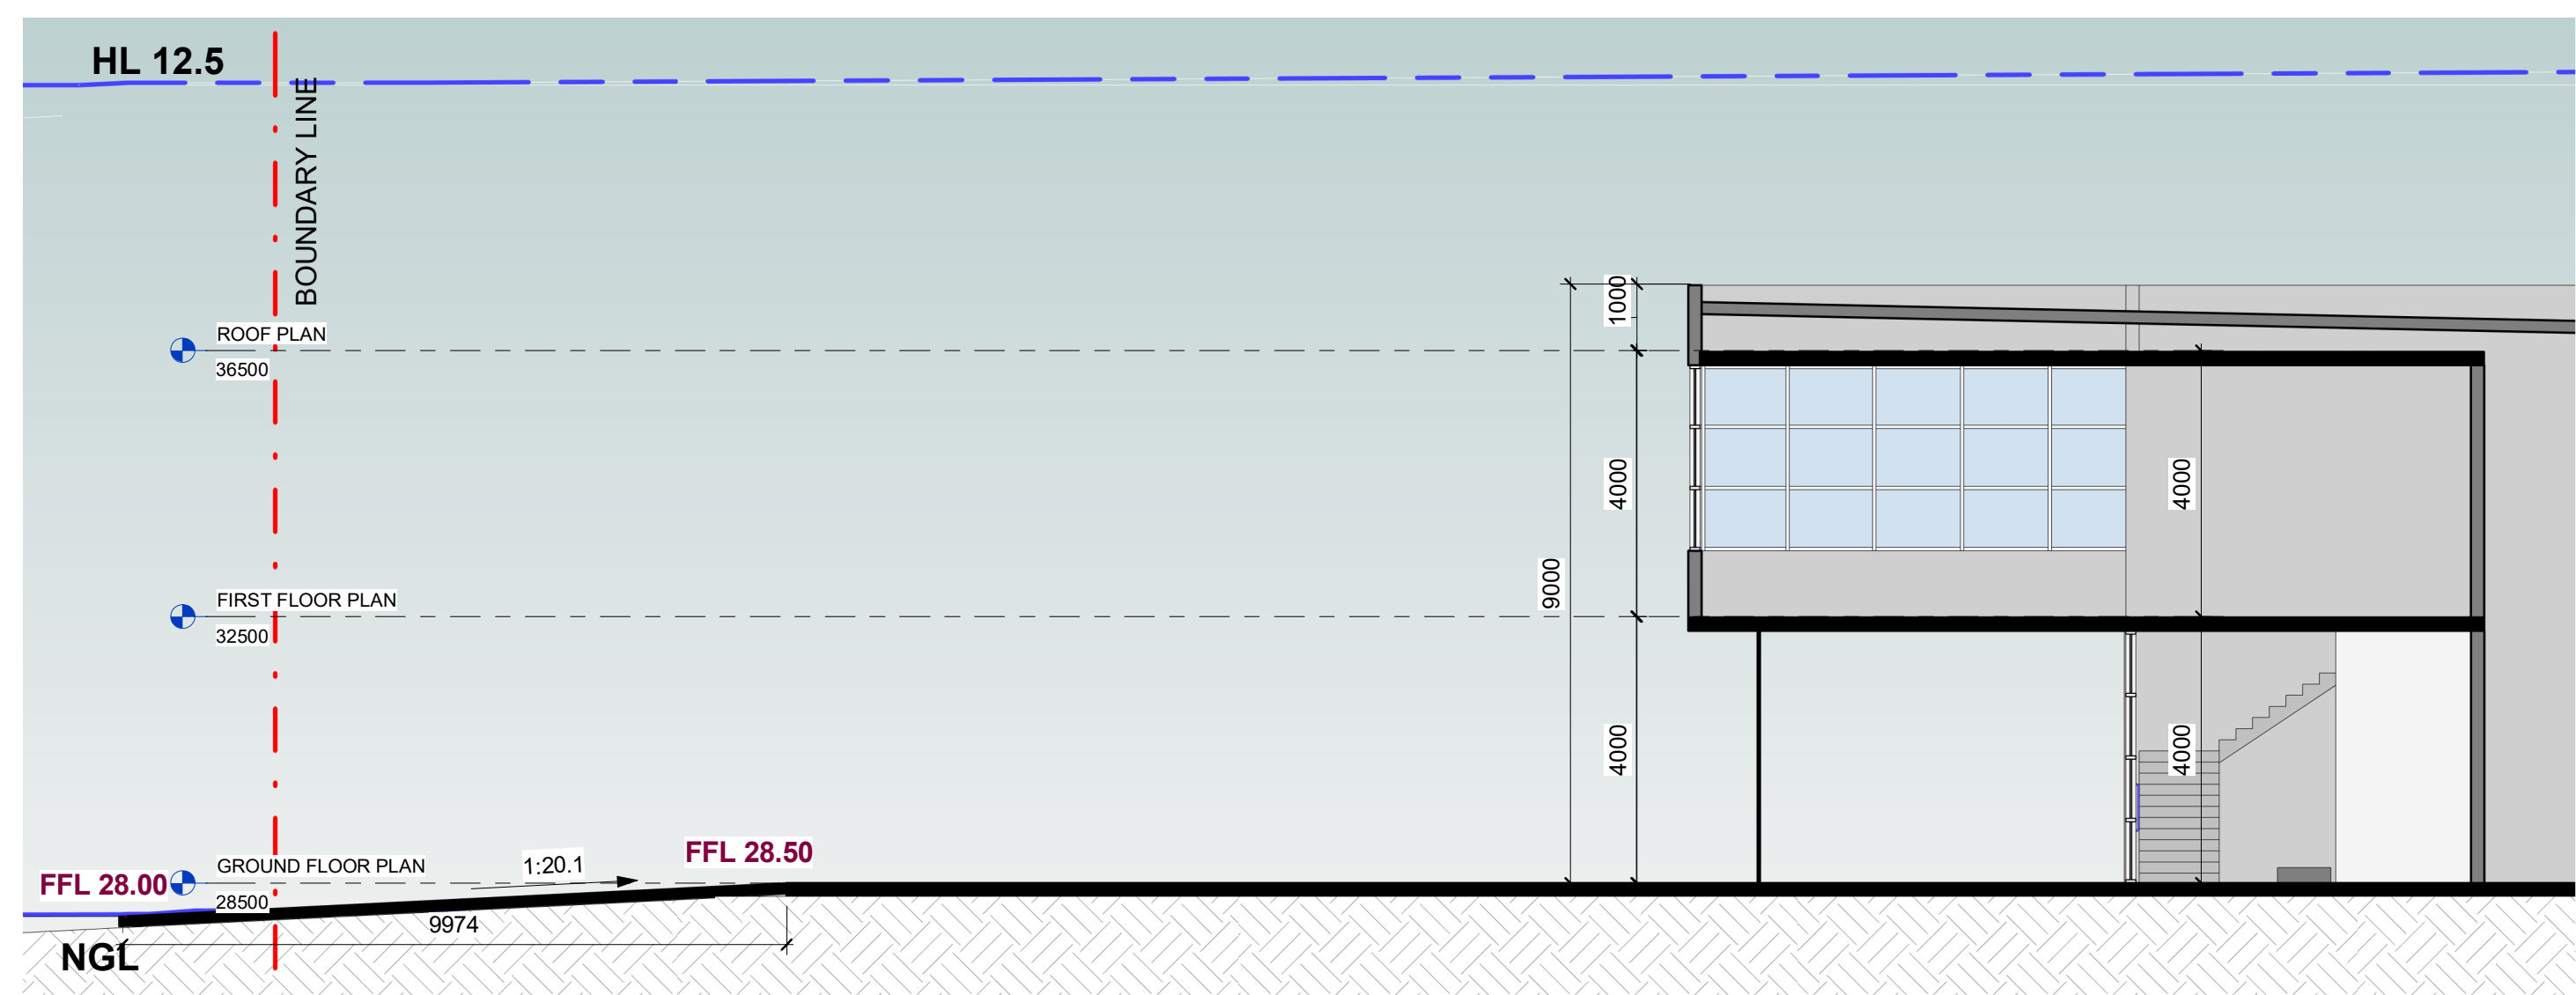 HL 12.5
BOUNDARY LINE
ROOF PLAN
36500
FIRST FLOOR PLAN
32500
GROUND FLOOR PLAN
28500
FFL 28.00
1:20.1
FFL 28.50
9974
NGL
9000
1000
4000
4000
4000
4000